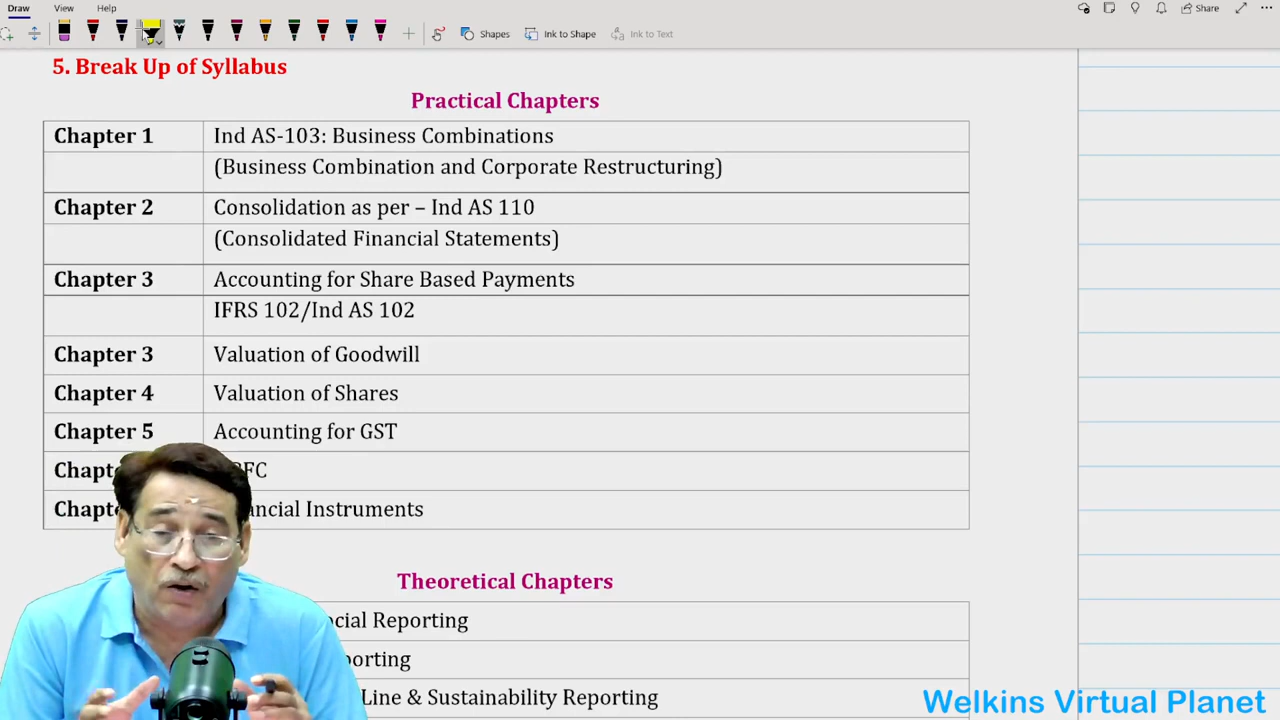 Draw View Help
Share
Shapes Ink to Shape Ink to Text
5. Break Up of Syllabus
Practical Chapters
Chapter 1 Ind AS-103: Business Combinations
(Business Combination and Corporate Restructuring)
Chapter 2 Consolidation as per – Ind AS 110
(Consolidated Financial Statements)
Chapter 3 Accounting for Share Based Payments
IFRS 102/Ind AS 102
Chapter 3 Valuation of Goodwill
Chapter 4 Valuation of Shares
Chapter 5 Accounting for GST
Instruments
Theoretical Chapters
Reporting
Line & Sustainability Reporting
Welkins Virtual Planet